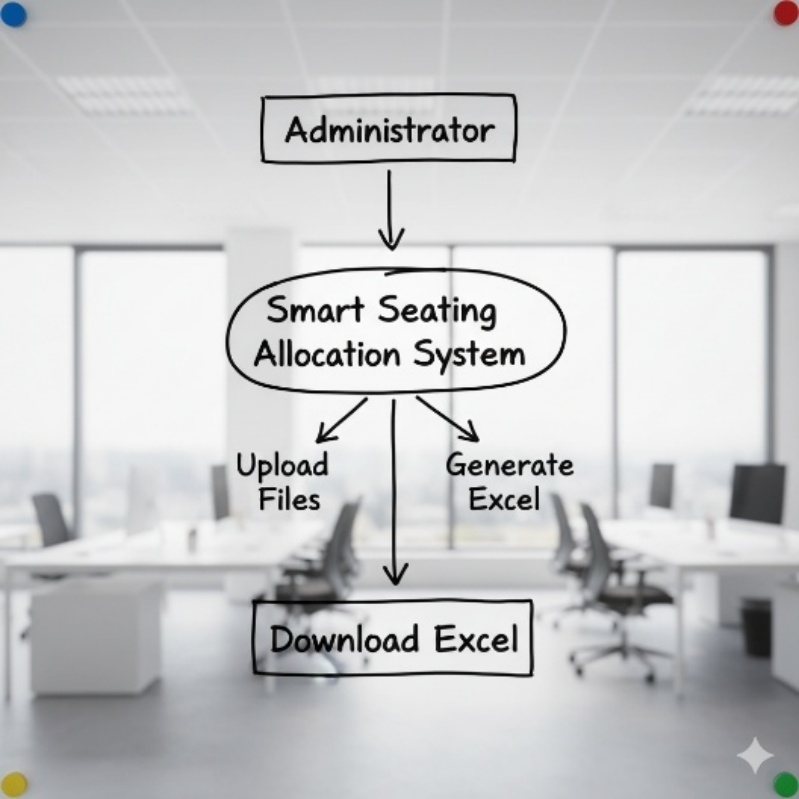 Administrator
Smart Seating
Allocation System
Upload
Files
Generate
Excel
Download Excel